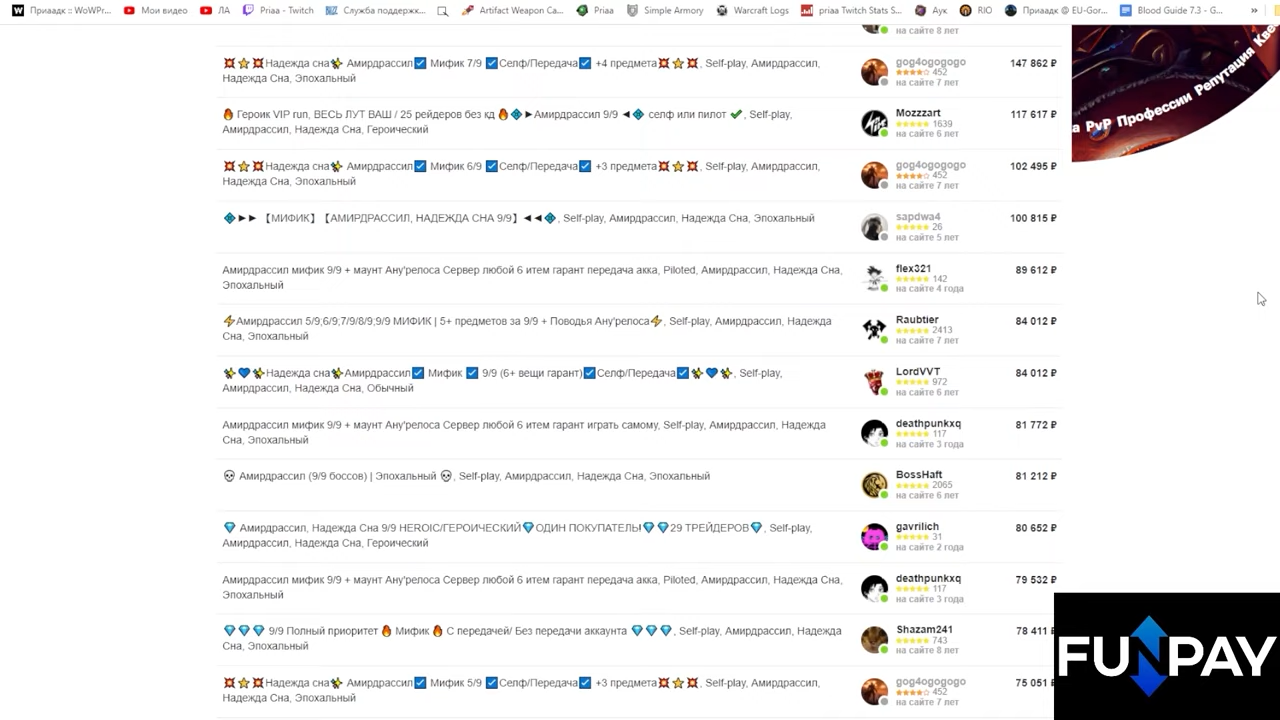 Приаадк :: WoWPr...
Мои видео
ЛА
Priaa - Twitch
Служба поддержк...
Artifact Weapon Ca...
Priaa
Simple Armory
Warcraft Logs
priaa Twitch Stats S...
Аук
RIO
Приаадк @ EU-Gor...
Blood Guide 7.3 - G...
»
на сайте 8 лет
💥⭐💥Надежда сна✨ Амирдрассил☑ Мифик 7/9 ☑Селф/Передача☑ +4 предмета💥⭐💥, Self-play, Амирдрассил,
Надежда Сна, Эпохальный
gog4ogogogo
★★★★☆ 452
на сайте 7 лет
147 862 ₽
🔥 Героик VIP run, ВЕСЬ ЛУТ ВАШ / 25 рейдеров без кд 🔥💠►Амирдрассил 9/9 ◄💠 селф или пилот ✔, Self-play,
Амирдрассил, Надежда Сна, Героический
Mozzzart
★★★★★ 1639
на сайте 6 лет
117 617 ₽
💥⭐💥Надежда сна✨ Амирдрассил☑ Мифик 6/9 ☑Селф/Передача☑ +3 предмета💥⭐💥, Self-play, Амирдрассил,
Надежда Сна, Эпохальный
gog4ogogogo
★★★★☆ 452
на сайте 7 лет
102 495 ₽
💠►► 【МИФИК】【АМИРДРАССИЛ, НАДЕЖДА СНА 9/9】◄◄💠, Self-play, Амирдрассил, Надежда Сна, Эпохальный
sapdwa4
★★★★★ 26
на сайте 5 лет
100 815 ₽
Амирдрассил мифик 9/9 + маунт Ану'релоса Сервер любой 6 итем гарант передача акка, Piloted, Амирдрассил, Надежда Сна,
Эпохальный
flex321
★★★★★ 142
на сайте 4 года
89 612 ₽
⚡Амирдрассил 5/9;6/9;7/9/8/9;9/9 МИФИК | 5+ предметов за 9/9 + Поводья Ану'релоса⚡, Self-play, Амирдрассил, Надежда
Сна, Эпохальный
Raubtier
★★★★★ 2413
на сайте 7 лет
84 012 ₽
✨💙✨Надежда сна✨Амирдрассил☑ Мифик ☑ 9/9 (6+ вещи гарант)☑Селф/Передача☑✨💙✨, Self-play,
Амирдрассил, Надежда Сна, Обычный
LordVVT
★★★★★ 972
на сайте 6 лет
84 012 ₽
Амирдрассил мифик 9/9 + маунт Ану'релоса Сервер любой 6 итем гарант играть самому, Self-play, Амирдрассил, Надежда
Сна, Эпохальный
deathpunkxq
★★★★★ 117
на сайте 3 года
81 772 ₽
💀 Амирдрассил (9/9 боссов) | Эпохальный 💀, Self-play, Амирдрассил, Надежда Сна, Эпохальный
BossHaft
★★★★★ 2065
на сайте 6 лет
81 212 ₽
💎 Амирдрассил, Надежда Сна 9/9 HEROIC/ГЕРОИЧЕСКИЙ💎ОДИН ПОКУПАТЕЛЬ!💎 💎29 ТРЕЙДЕРОВ💎, Self-play,
Амирдрассил, Надежда Сна, Героический
gavrilich
★★★★★ 31
на сайте 2 года
80 652 ₽
Амирдрассил мифик 9/9 + маунт Ану'релоса Сервер любой 6 итем гарант передача акка, Piloted, Амирдрассил, Надежда Сна,
Эпохальный
deathpunkxq
★★★★★ 117
на сайте 3 года
79 532 ₽
💎💎💎 9/9 Полный приоритет 🔥 Мифик 🔥 С передачей/ Без передачи аккаунта 💎💎💎, Self-play, Амирдрассил, Надежда
Сна, Эпохальный
Shazam241
★★★★★ 743
на сайте 8 лет
78 411 ₽
💥⭐💥Надежда сна✨ Амирдрассил☑ Мифик 5/9 ☑Селф/Передача☑ +3 предмета💥⭐💥, Self-play, Амирдрассил,
Надежда Сна, Эпохальный
gog4ogogogo
★★★★☆ 452
на сайте 7 лет
75 051 ₽
а PvP Профессии Репутация Кве
FUNPAY